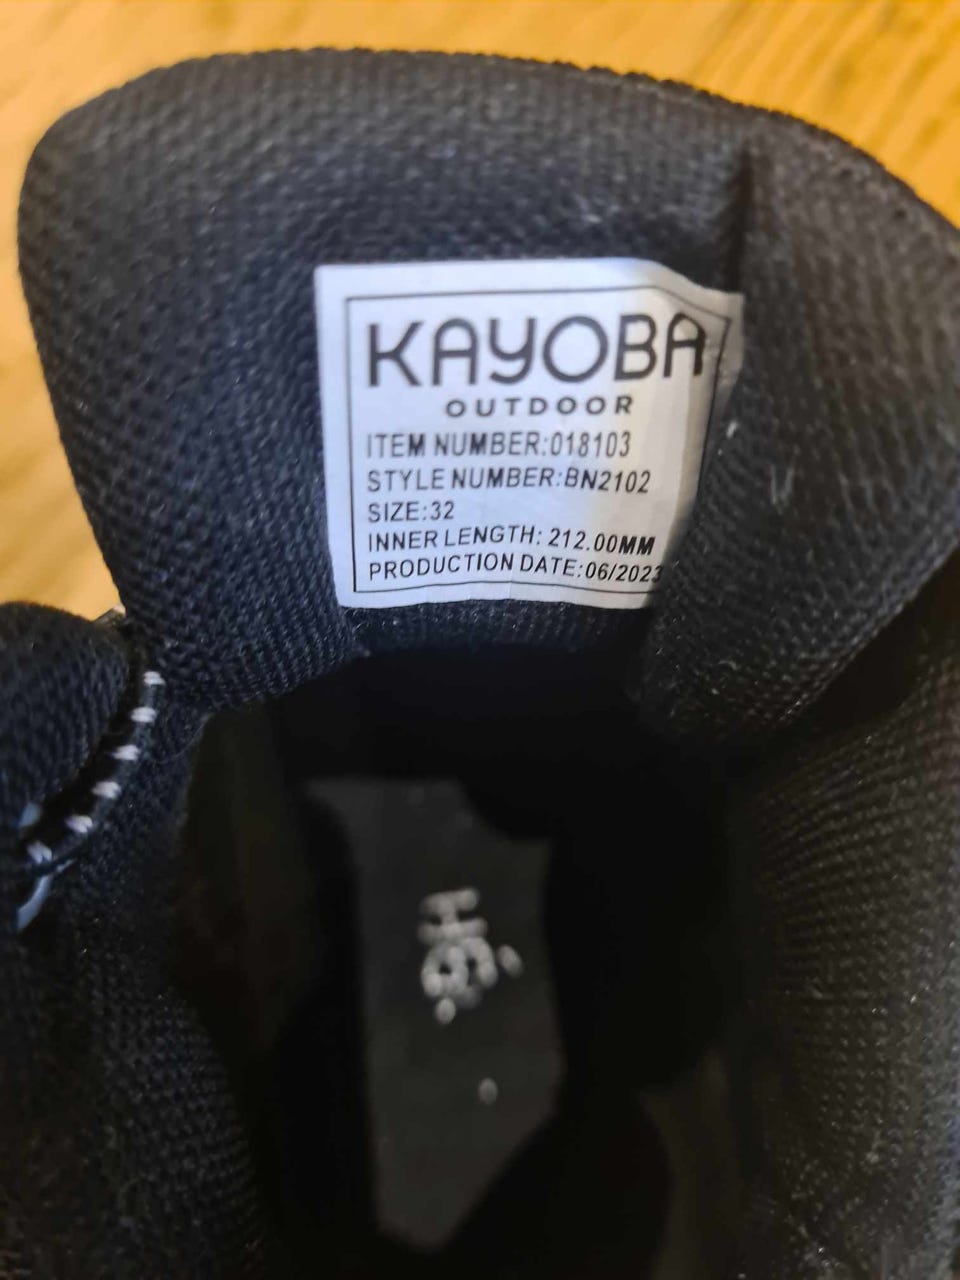 KAYOBA
OUTDOOR
ITEM NUMBER:018103
STYLE NUMBER:BN2102
SIZE:32
INNER LENGTH: 212.00MM
PRODUCTION DATE:06/2023